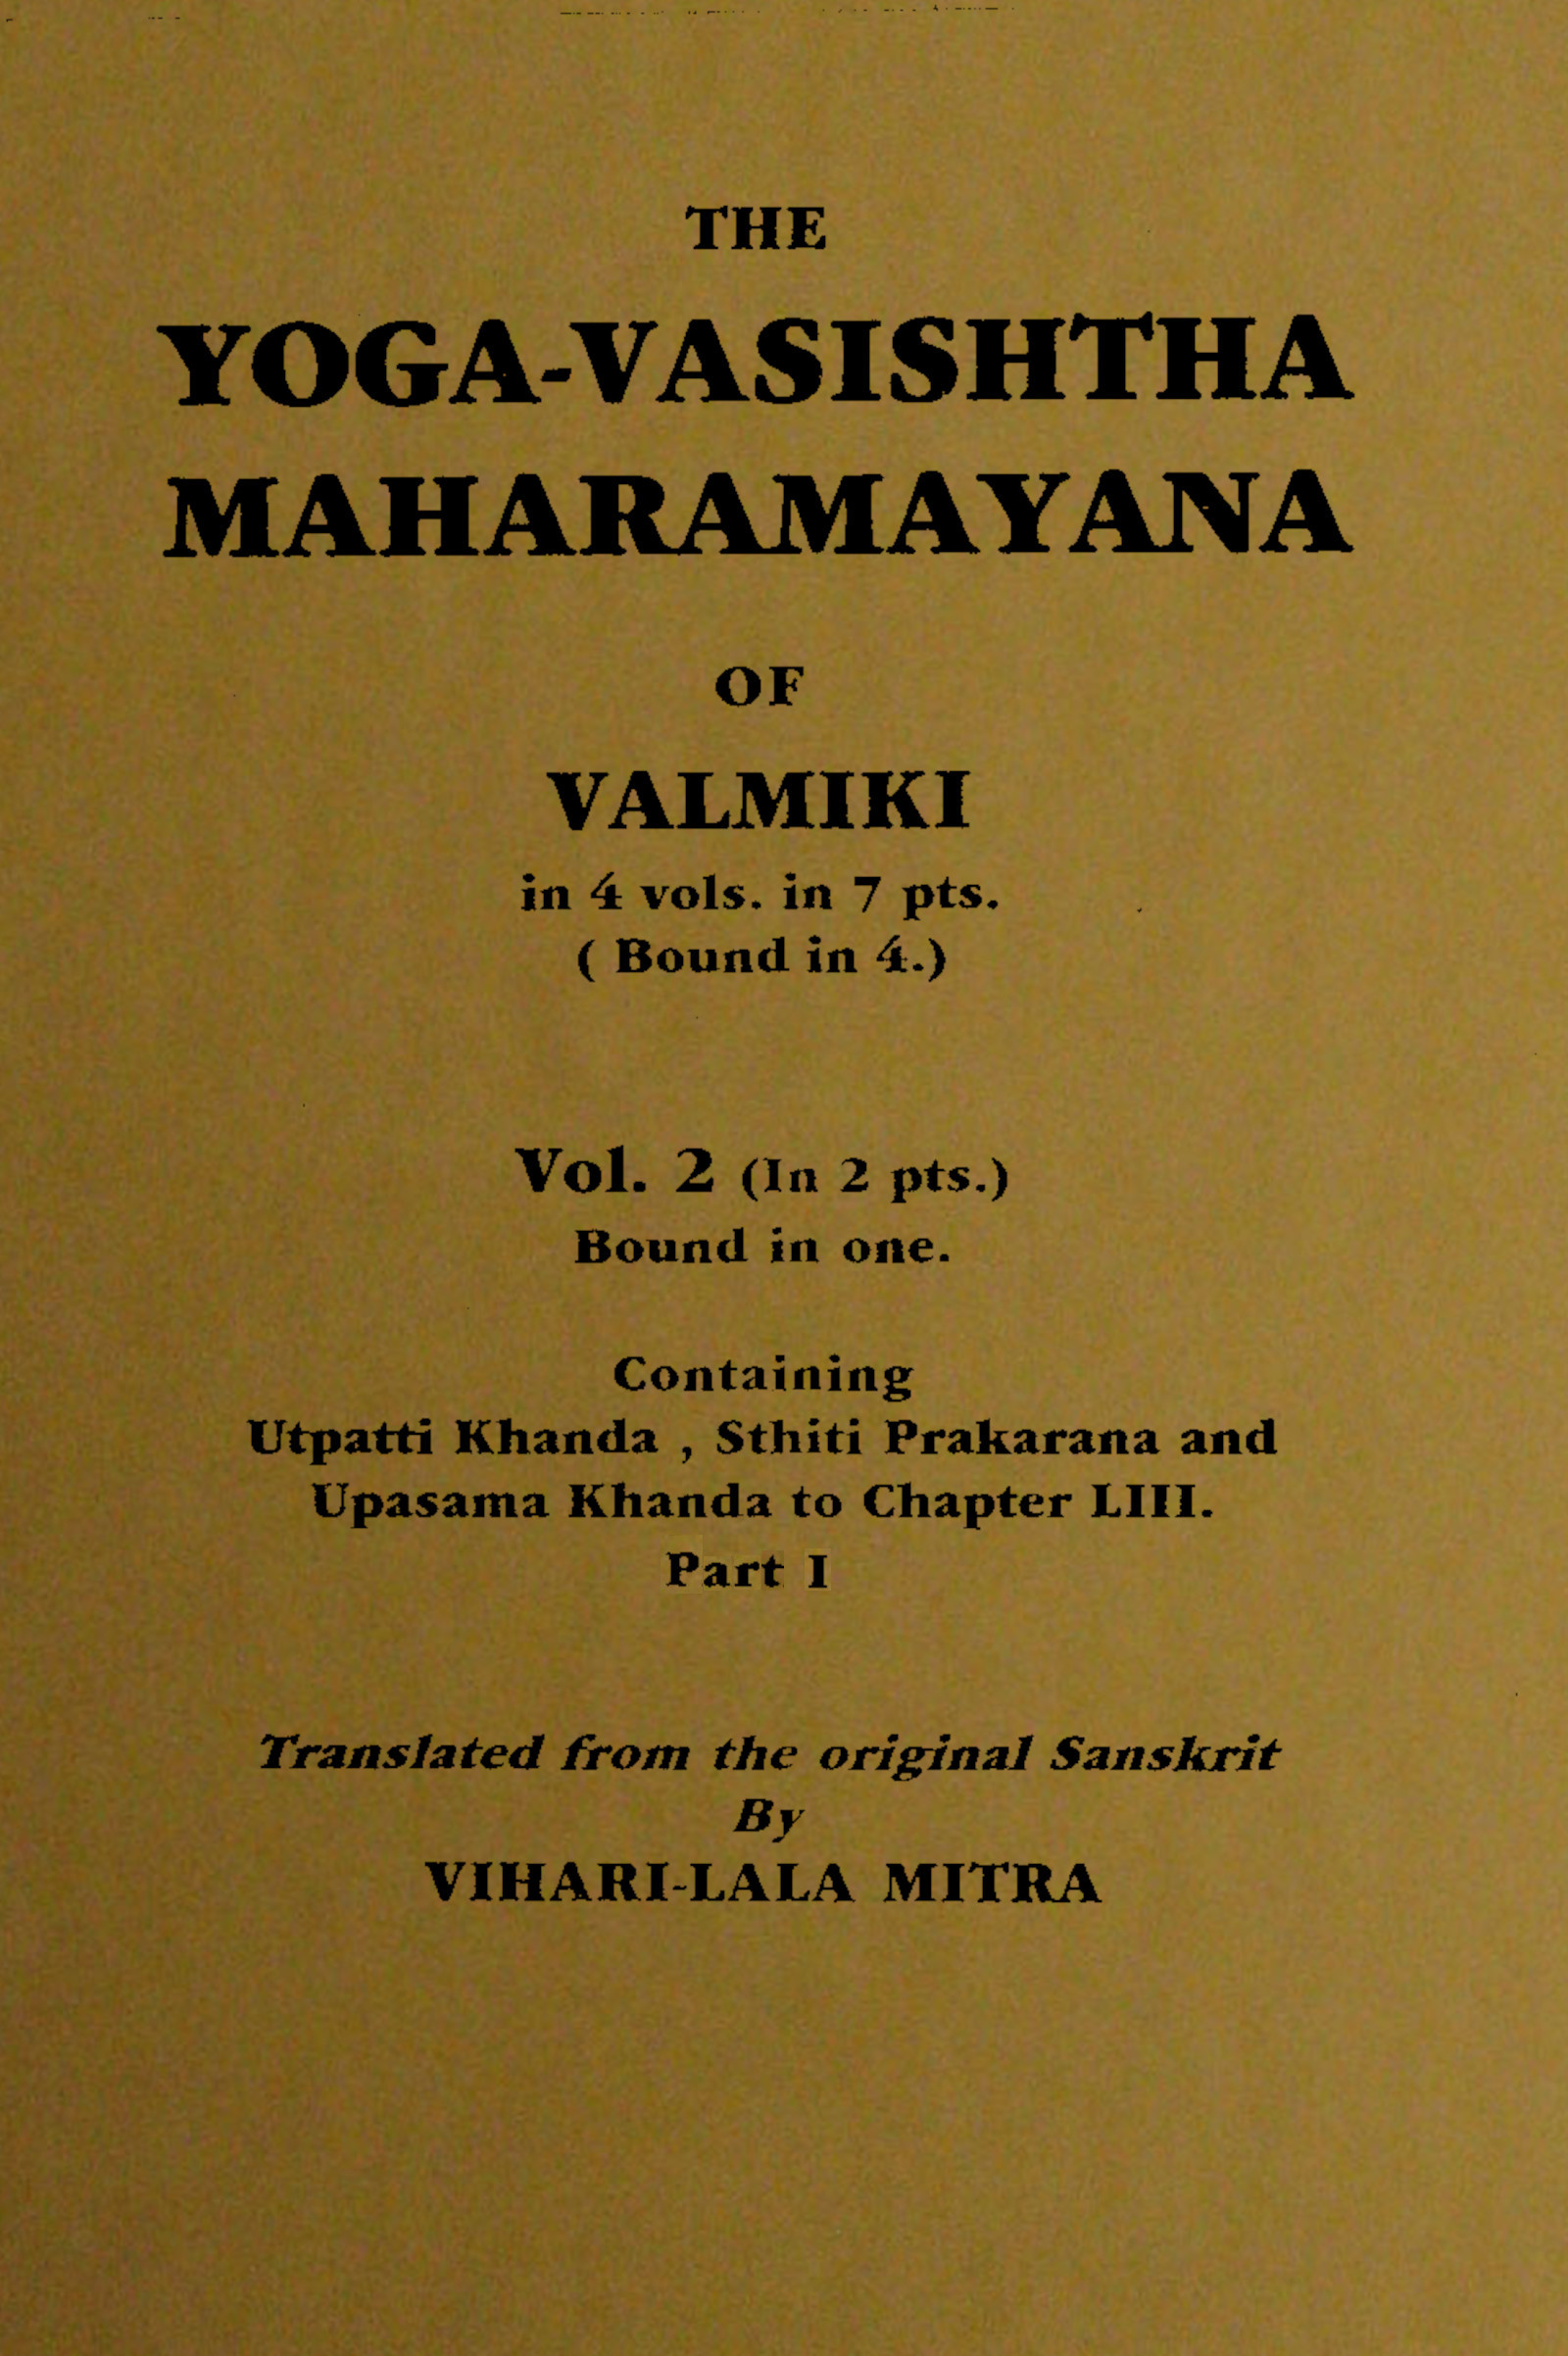 THE
YOGA-VASISHTHA
MAHARAMAYANA
OF
VALMIKI
in 4 vols. in 7 pts.
( Bound in 4.)
Vol. 2 (In 2 pts.)
Bound in one.
Containing
Utpatti Khanda , Sthiti Prakarana and
Upasama Khanda to Chapter LIII.
Part I
Translated from the original Sanskrit
By
VIHARI-LALA MITRA